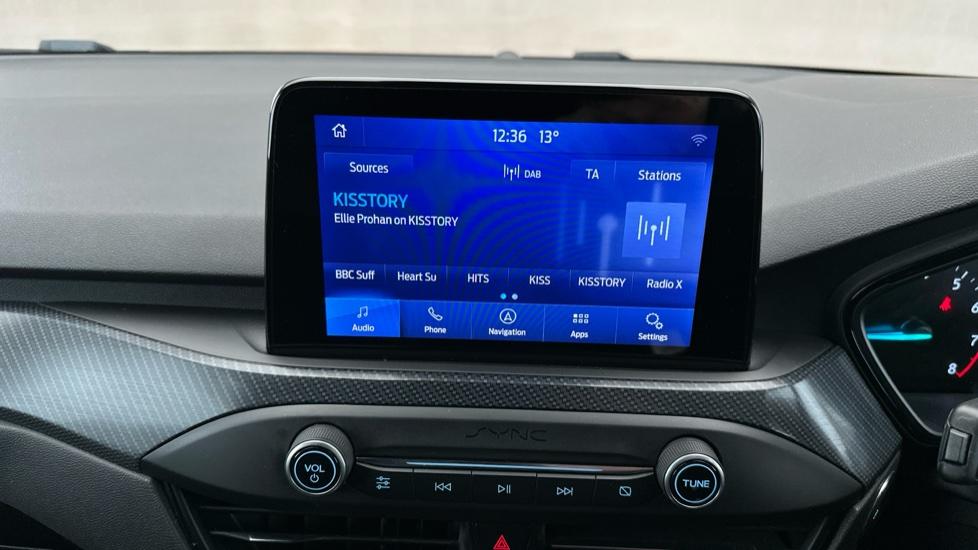 12:36 13°
Sources DAB TA Stations
KISSTORY
Ellie Prohan on KISSTORY
BBC Suff Heart Su HITS KISS KISSTORY Radio X
Audio Phone Navigation Apps Settings
SYNC
VOL TUNE
5
6
7
8